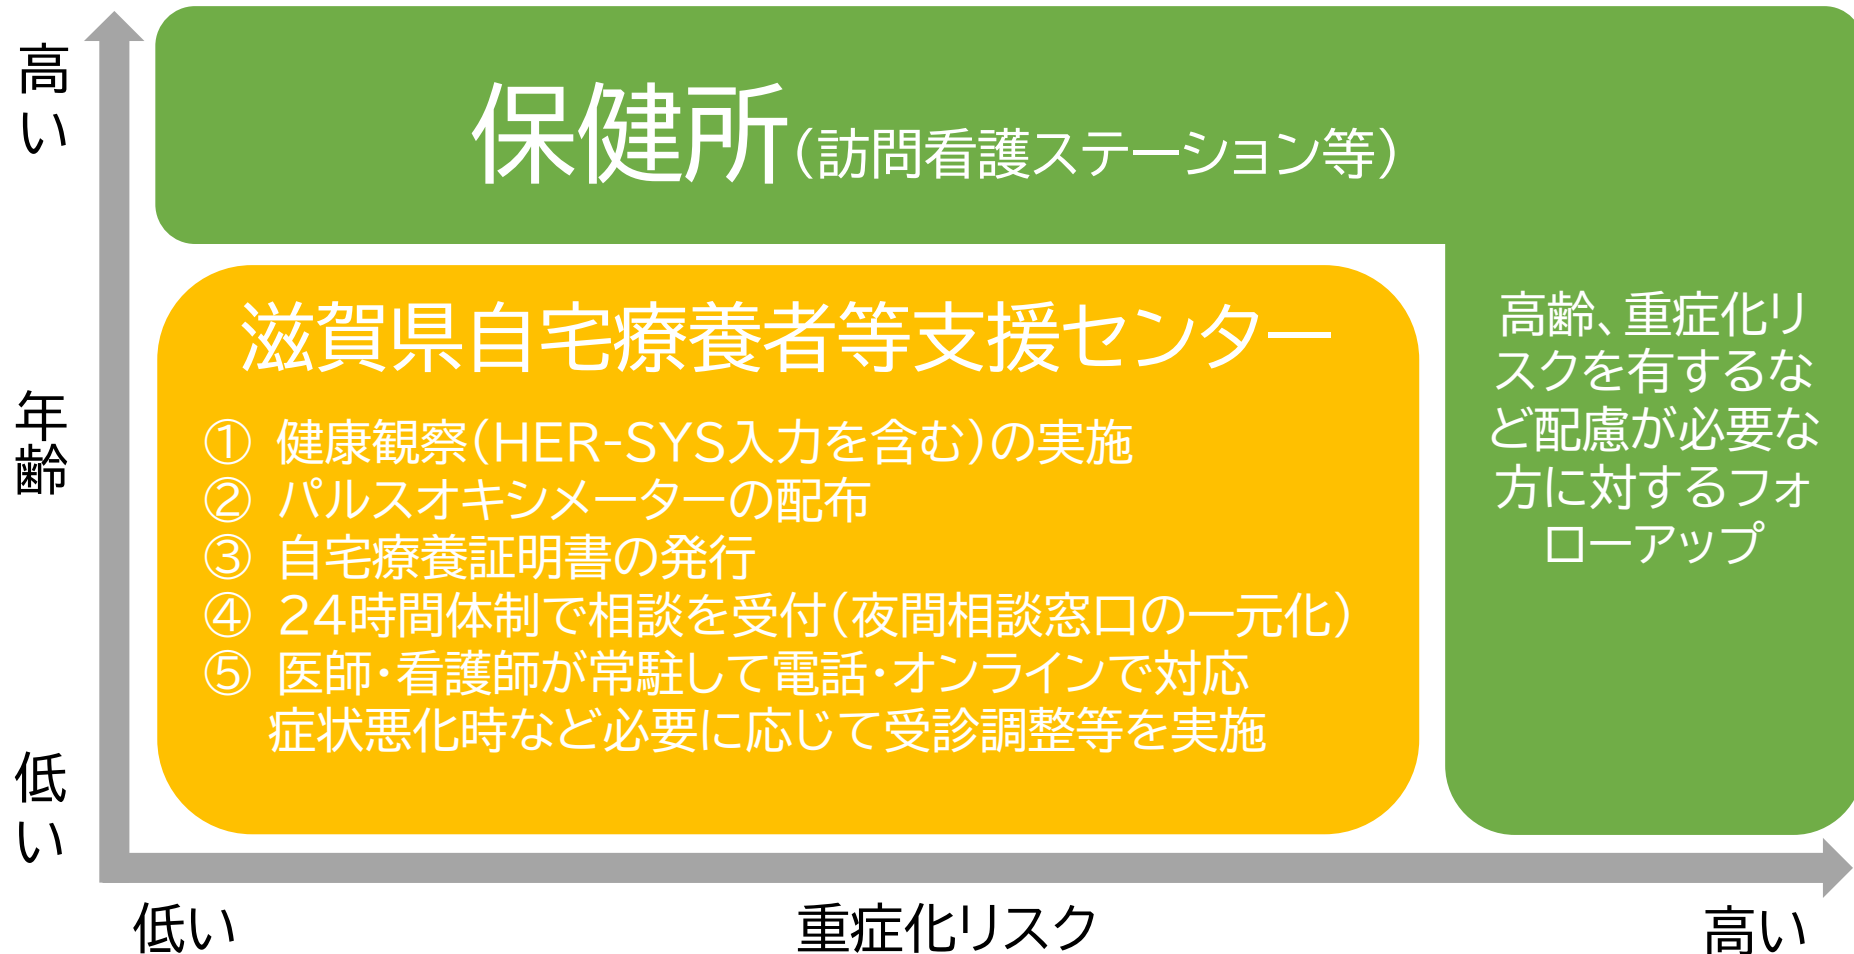 高い
保健所(訪問看護ステーション等)
滋賀県自宅療養者等支援センター
① 健康観察(HER-SYS入力を含む)の実施
② パルスオキシメーターの配布
③ 自宅療養証明書の発行
④ 24時間体制で相談を受付(夜間相談窓口の一元化)
⑤ 医師・看護師が常駐して電話・オンラインで対応
症状悪化時など必要に応じて受診調整等を実施
高齢、重症化リ
スクを有するな
ど配慮が必要な
方に対するフォ
ローアップ
年齢
低い
低い
重症化リスク
高い